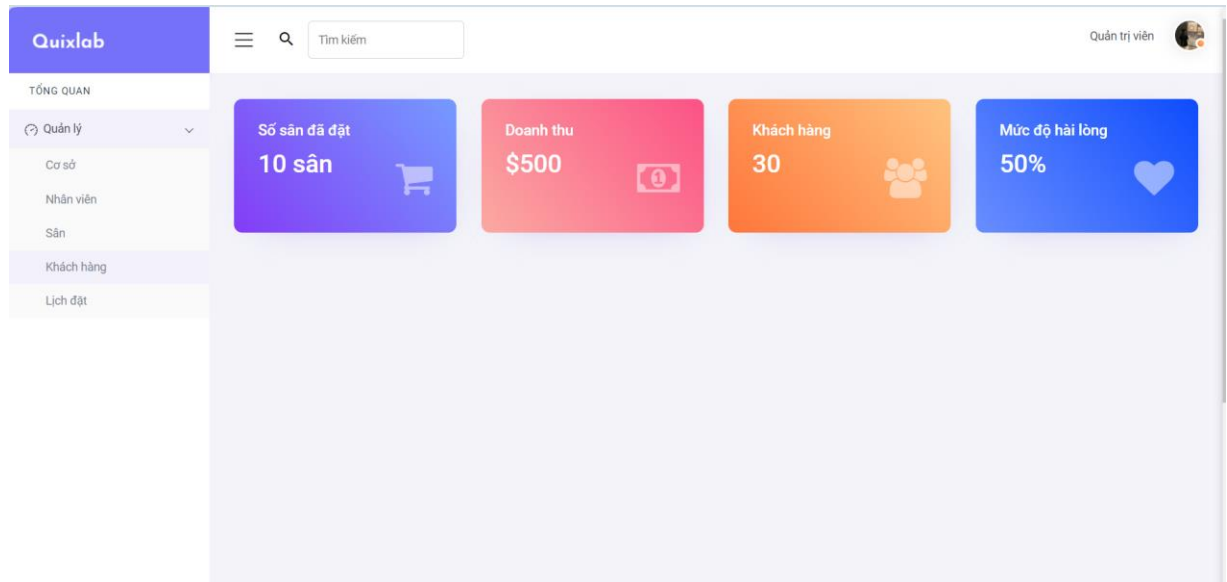 Quixlab
Tìm kiếm
Quản trị viên
TỔNG QUAN
Quản lý
Cơ sở
Nhân viên
Sân
Khách hàng
Lịch đặt
Số sân đã đặt
10 sân
Doanh thu
$500
1
Khách hàng
30
Mức độ hài lòng
50%